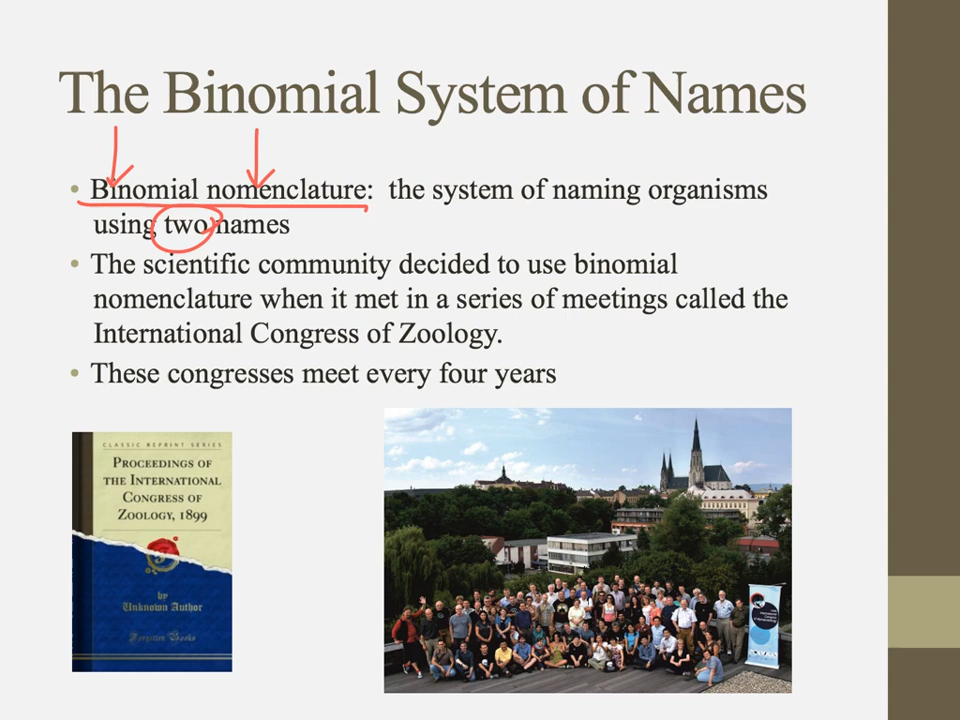 The Binomial System of Names
• Binomial nomenclature: the system of naming organisms
using two names
• The scientific community decided to use binomial
nomenclature when it met in a series of meetings called the
International Congress of Zoology.
• These congresses meet every four years
CLASSIC REPRINT SERIES
PROCEEDINGS OF
THE INTERNATIONAL
CONGRESS OF
ZOOLOGY, 1899
by
Unknown Author
Forgotten Books